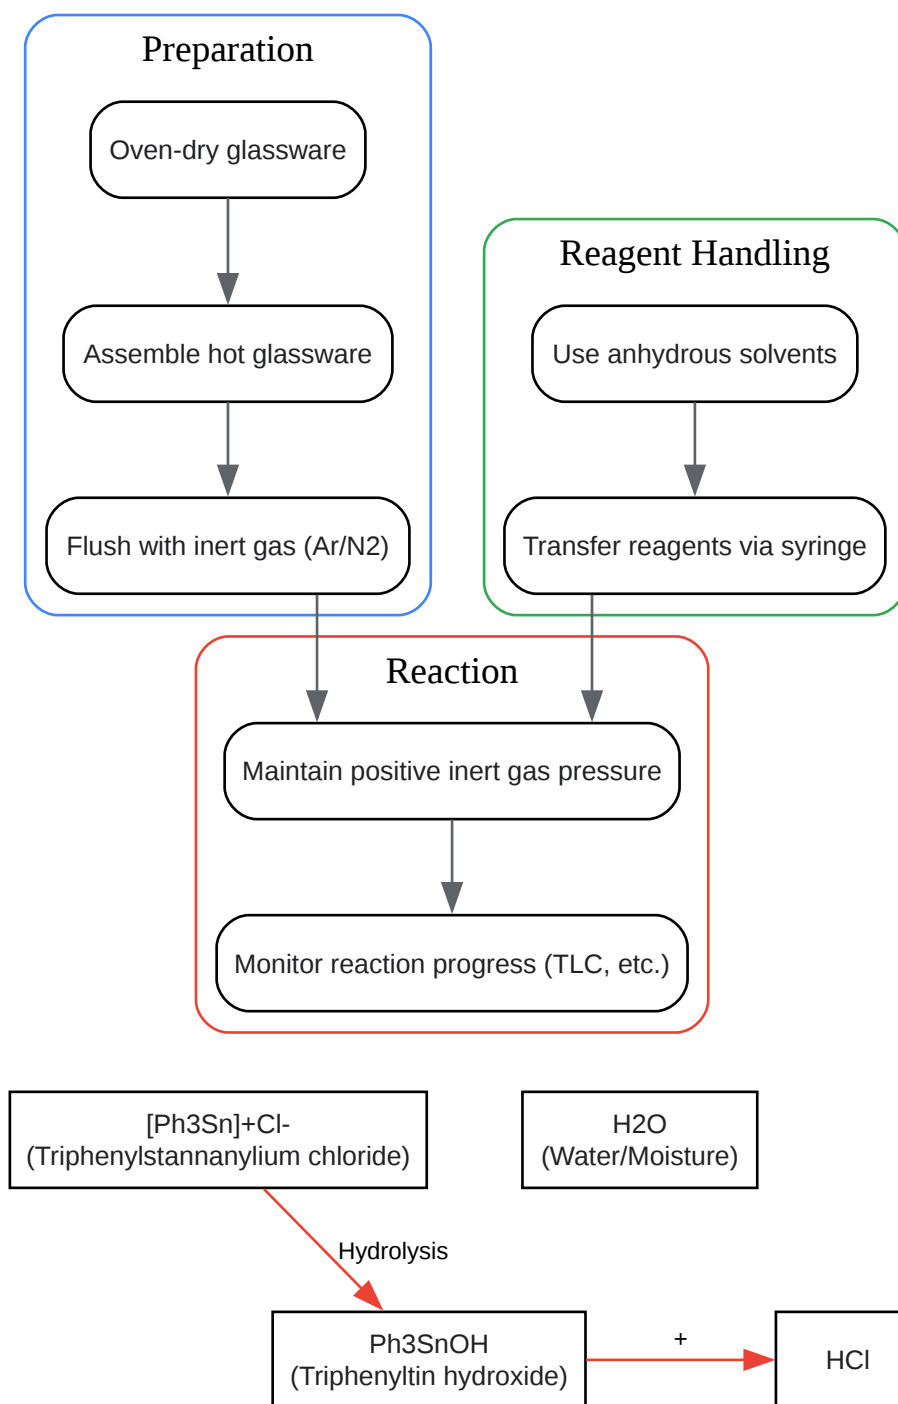 Preparation
Oven-dry glassware
Assemble hot glassware
Flush with inert gas (Ar/N2)
Reagent Handling
Use anhydrous solvents
Transfer reagents via syringe
Reaction
Maintain positive inert gas pressure
Monitor reaction progress (TLC, etc.)
[Ph3Sn]+Cl-
(Triphenylstannanylium chloride)
H2O
(Water/Moisture)
Hydrolysis
Ph3SnOH
(Triphenyltin hydroxide)
+
HCl